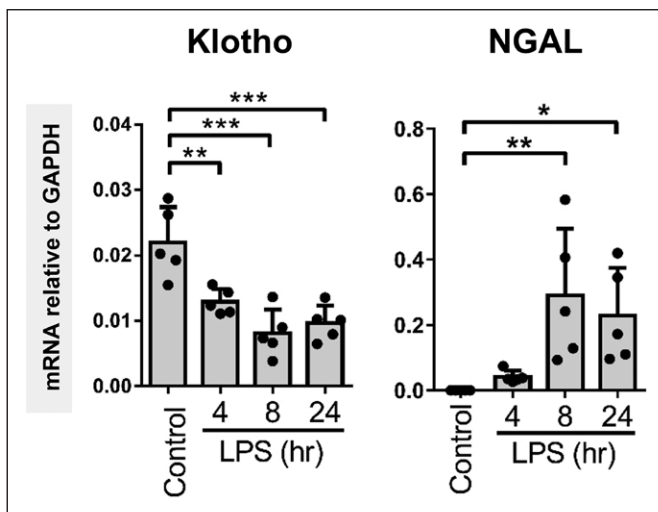 Klotho
NGAL
mRNA relative to GAPDH
***
***
**
0.04
0.03
0.02
0.01
0.00
Control
4 8 24
LPS (hr)
*
**
0.8
0.6
0.4
0.2
0.0
Control
4 8 24
LPS (hr)